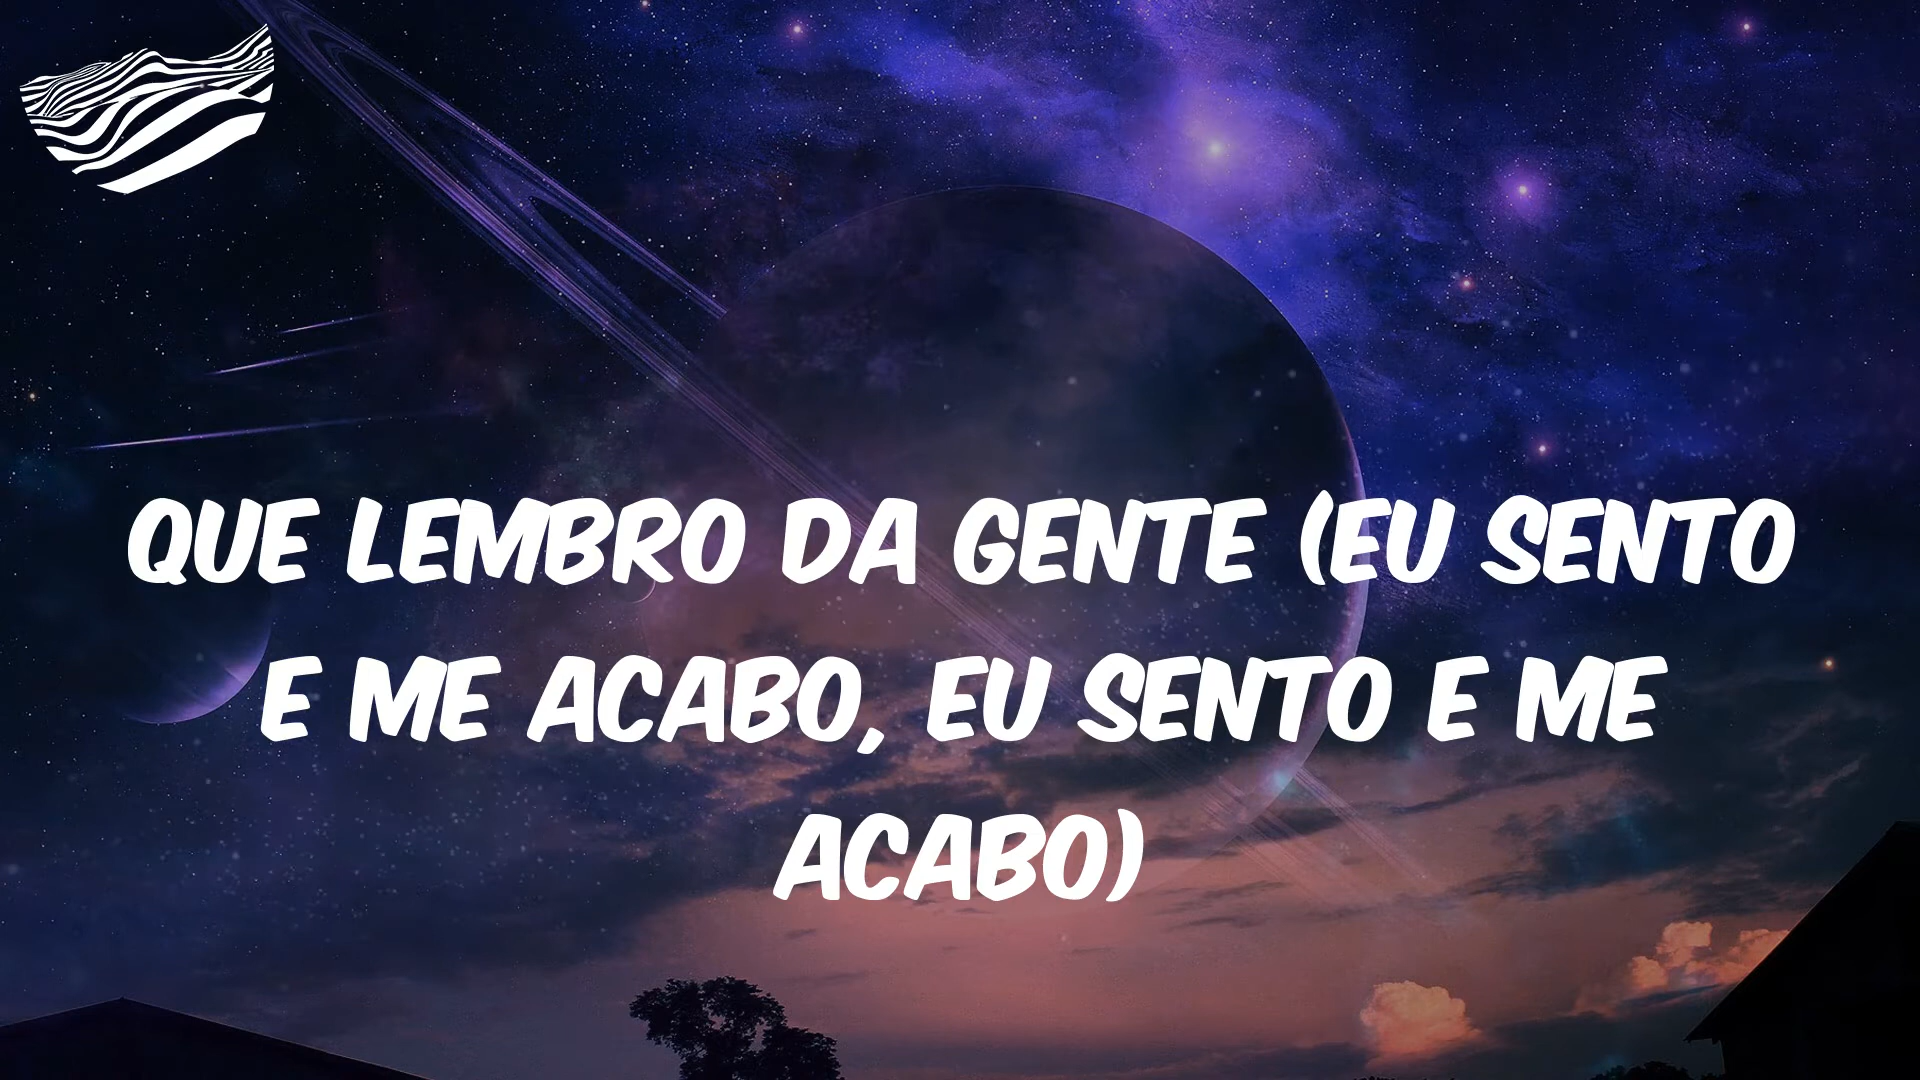 QUE LEMBRO DA GENTE (EU SENTO
E ME ACABO, EU SENTO E ME
ACABO)